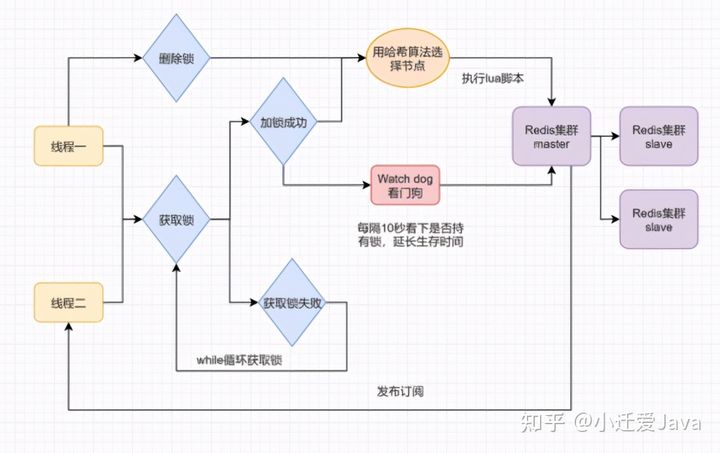 删除锁
用哈希算法选
择节点
执行lua脚本
线程一
加锁成功
Redis集群
master
Redis集群
slave
Watch dog
看门狗
获取锁
Redis集群
slave
每隔10秒看下是否持
有锁，延长生存时间
线程二
获取锁失败
while循环获取锁
发布订阅
知乎 @小迁爱Java